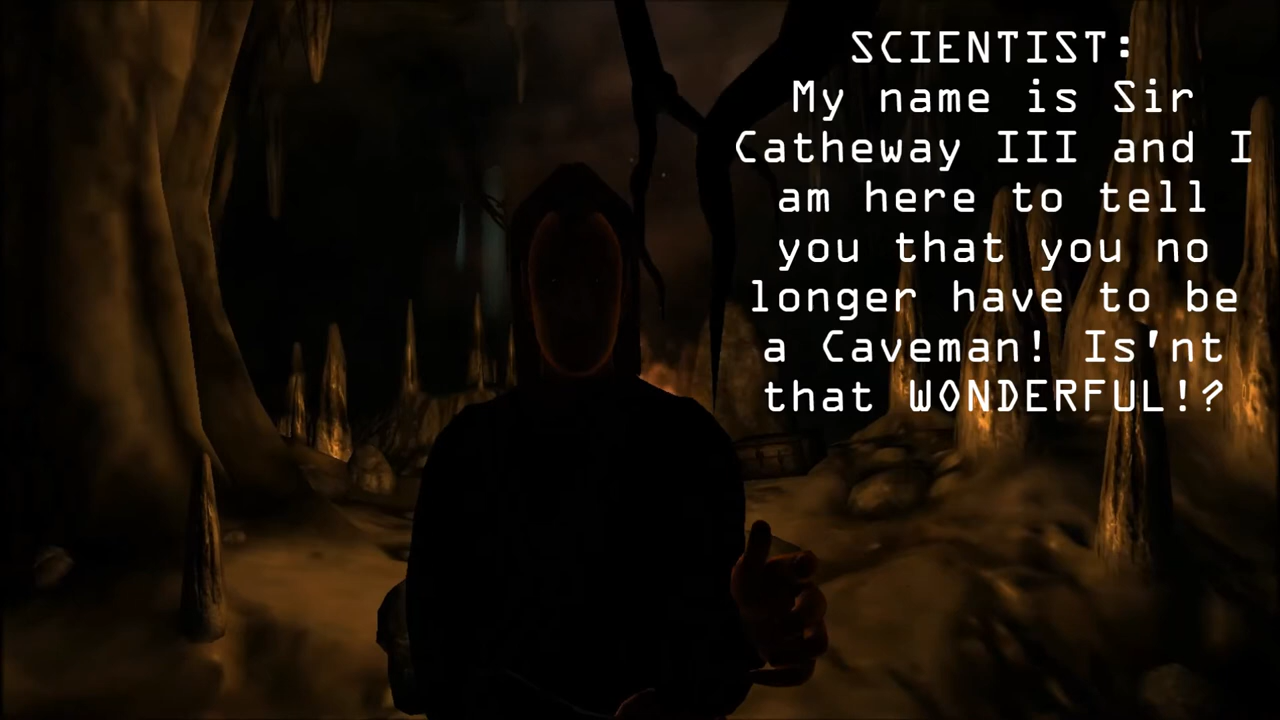 SCIENTIST:
My name is Sir
Catheway III and I
am here to tell
you that you no
longer have to be
a Caveman! Is'nt
that WONDERFUL!?